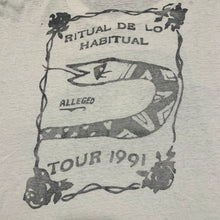 RITUAL DE LO
HABITUAL
ALLEGED
TOUR 1991